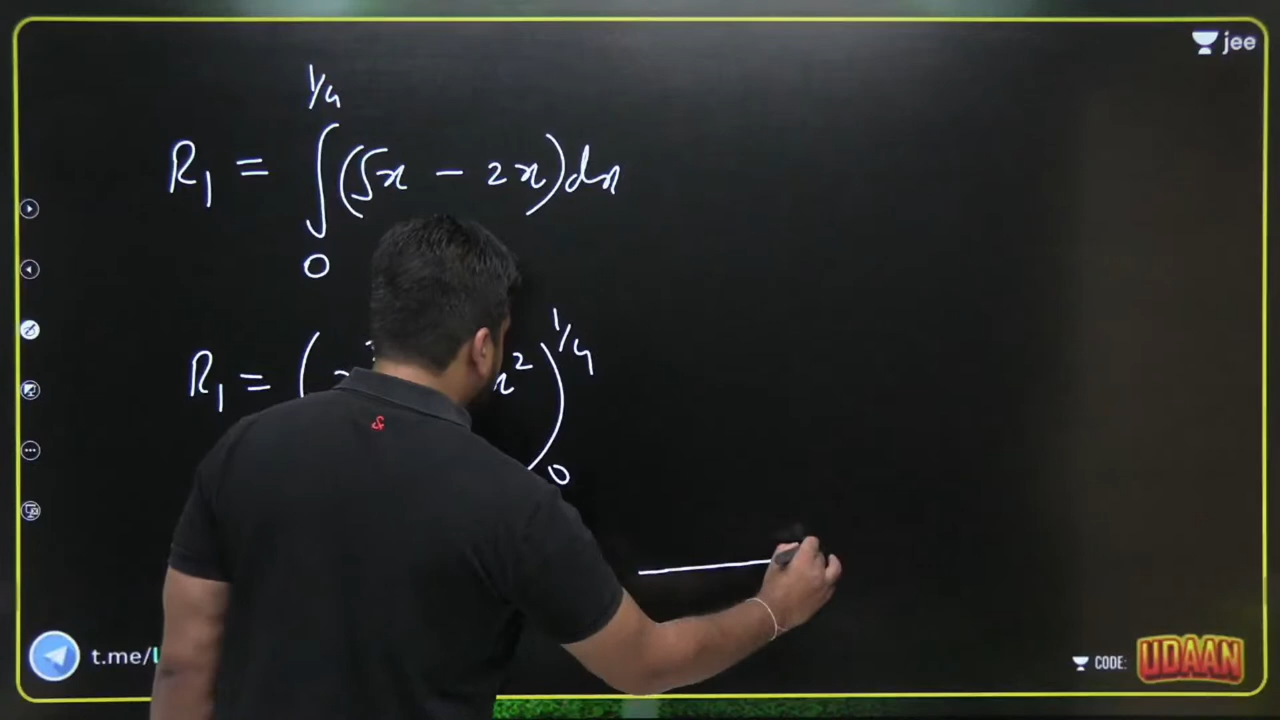 jee
1/4
R₁ = ∫(√x − 2x)dx
0
R₁ = ( x² )
1/4
0
t.me/
CODE: UDAAN